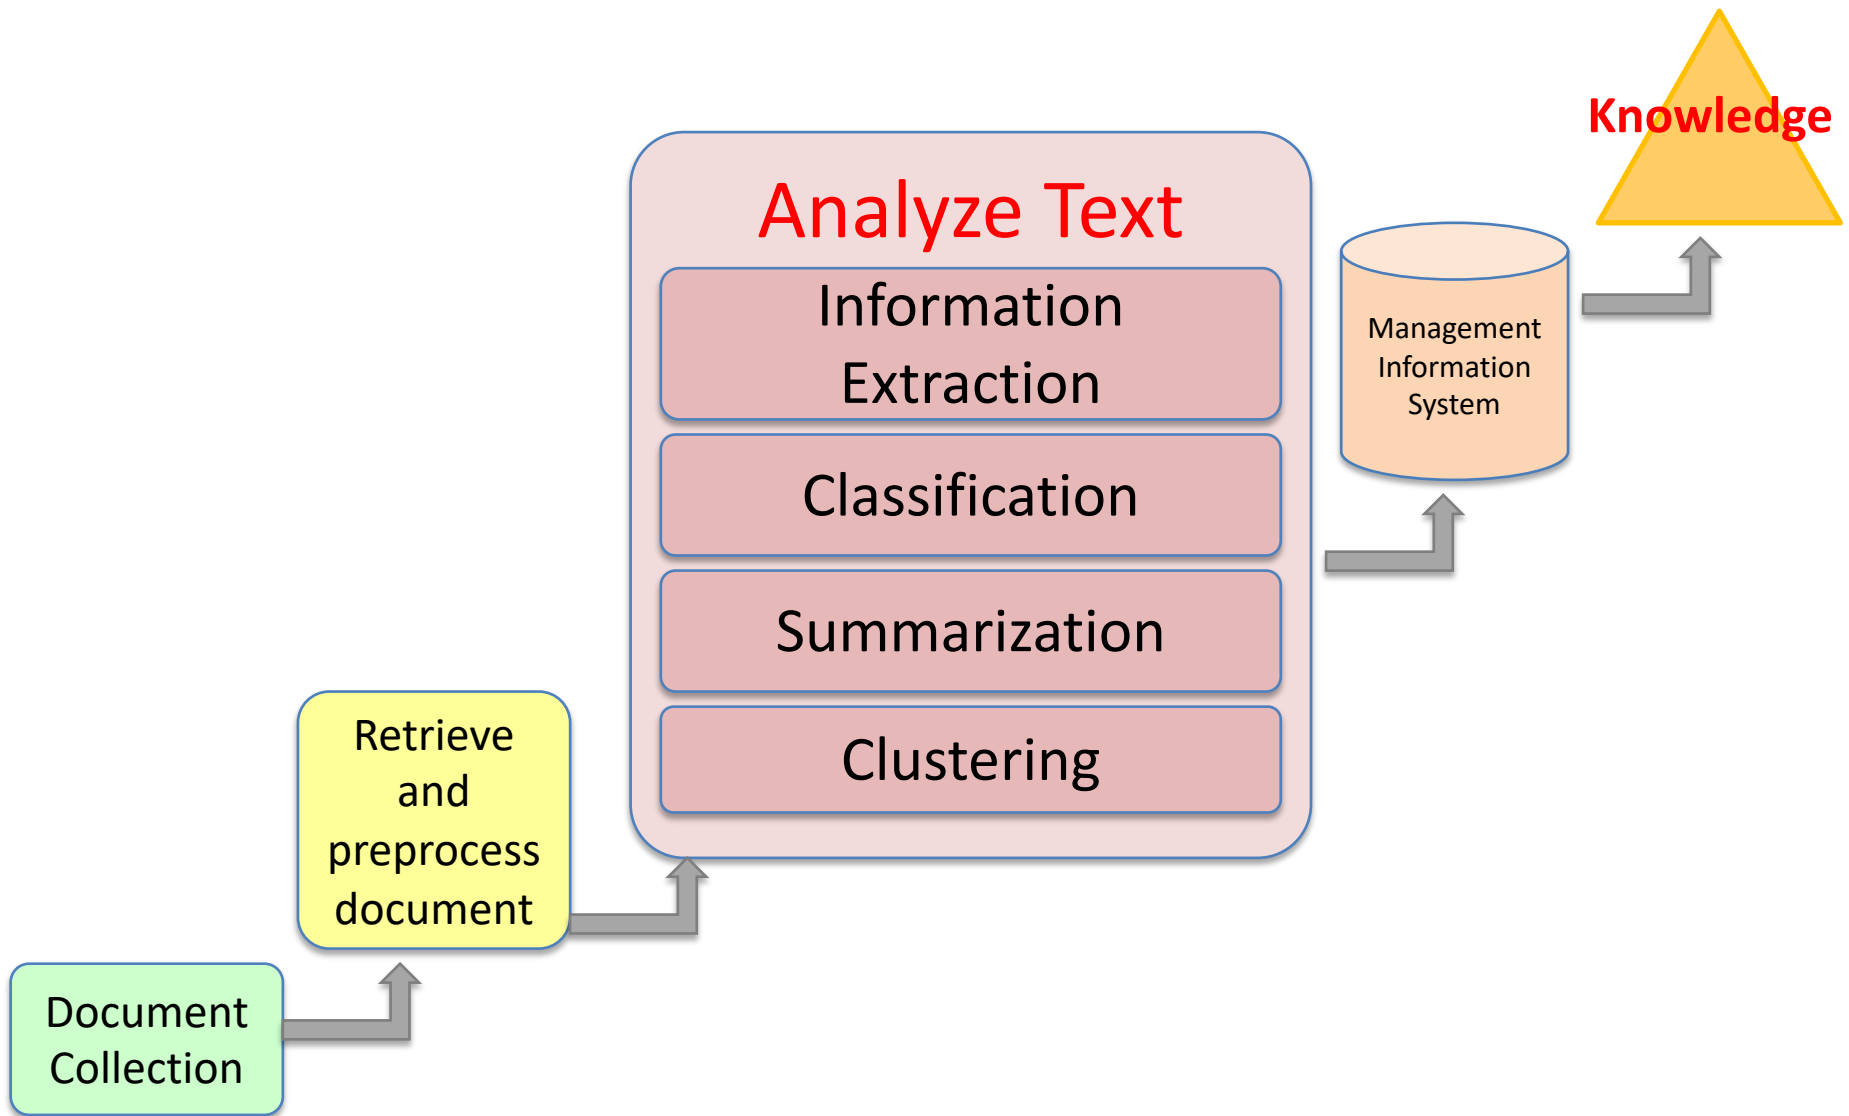 Knowledge
Analyze Text
Information
Extraction
Classification
Summarization
Clustering
Management
Information
System
Retrieve
and
preprocess
document
Document
Collection